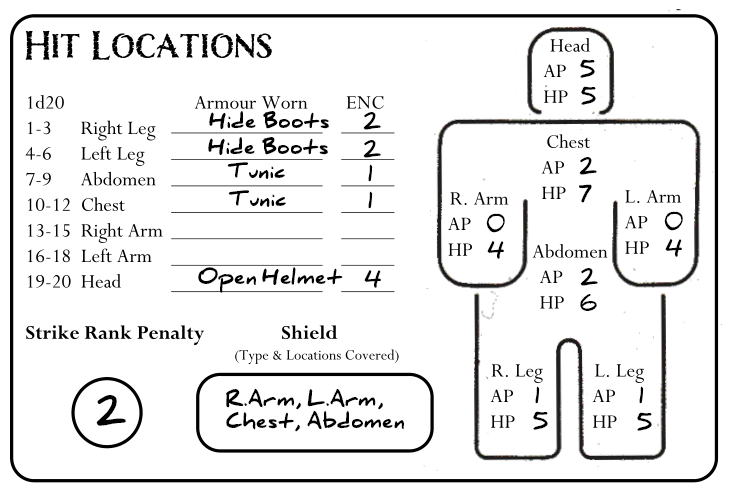 HIT LOCATIONS
1d20 Armour Worn ENC
1-3 Right Leg Hide Boots 2
4-6 Left Leg Hide Boots 2
7-9 Abdomen Tunic 1
10-12 Chest Tunic 1
13-15 Right Arm
16-18 Left Arm
19-20 Head Open Helmet 4
Strike Rank Penalty
2
Shield
(Type & Locations Covered)
R.Arm, L.Arm,
Chest, Abdomen
Head
AP 5
HP 5
Chest
AP 2
HP 7
R. Arm
AP 0
HP 4
L. Arm
AP 0
HP 4
Abdomen
AP 2
HP 6
R. Leg
AP 1
HP 5
L. Leg
AP 1
HP 5